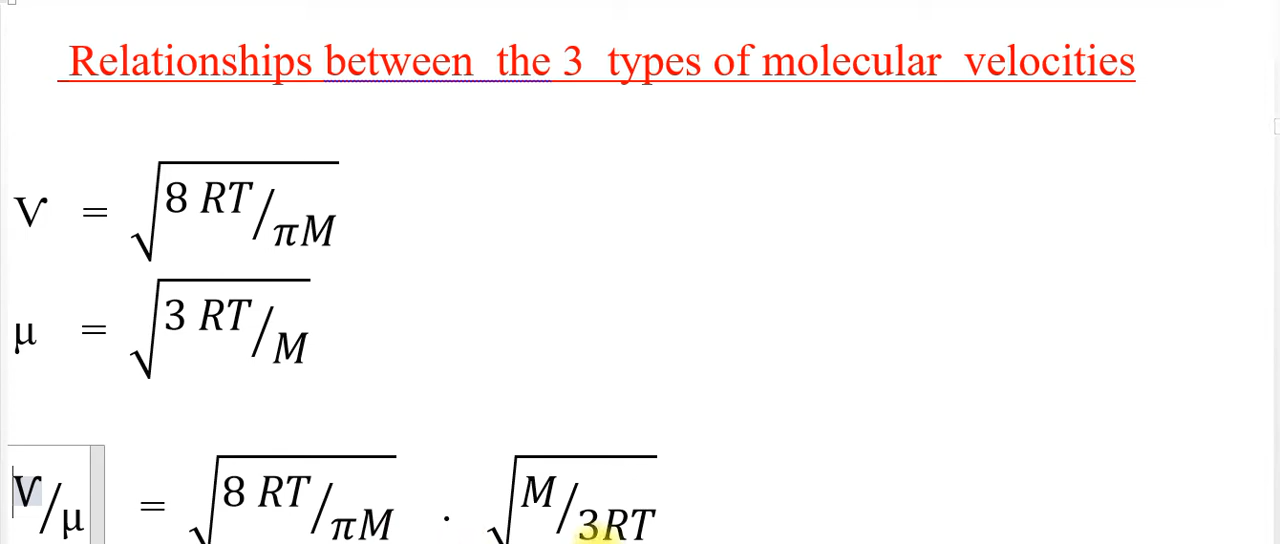 Relationships between the 3 types of molecular velocities
V = √8 RT/πM
μ = √3 RT/M
V/μ = √8 RT/πM . √M/3RT